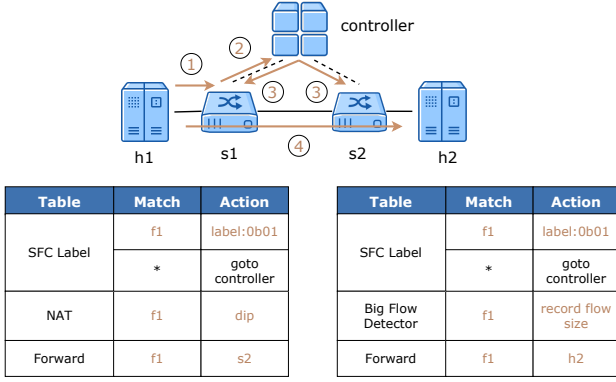 controller
1
2
3
3
4
h1
s1
s2
h2
Table Match Action
SFC Label
f1 label:0b01
* goto
controller
NAT f1 dip
Forward f1 s2
Table Match Action
SFC Label
f1 label:0b01
* goto
controller
Big Flow
Detector
f1
record flow
size
Forward f1 h2